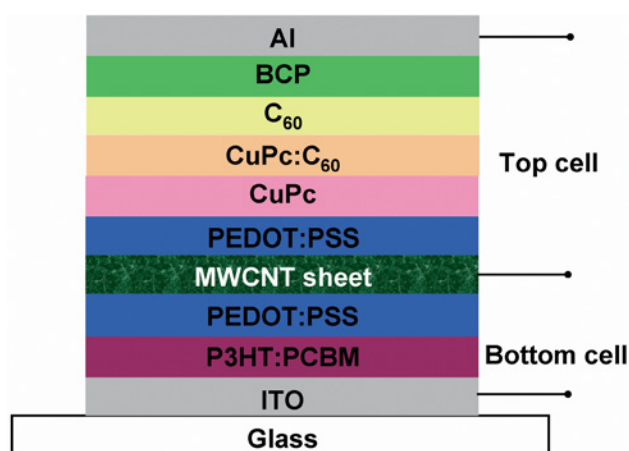 Al
BCP
C₆₀
CuPc:C₆₀
Top cell
CuPc
PEDOT:PSS
MWCNT sheet
PEDOT:PSS
P3HT:PCBM
Bottom cell
ITO
Glass